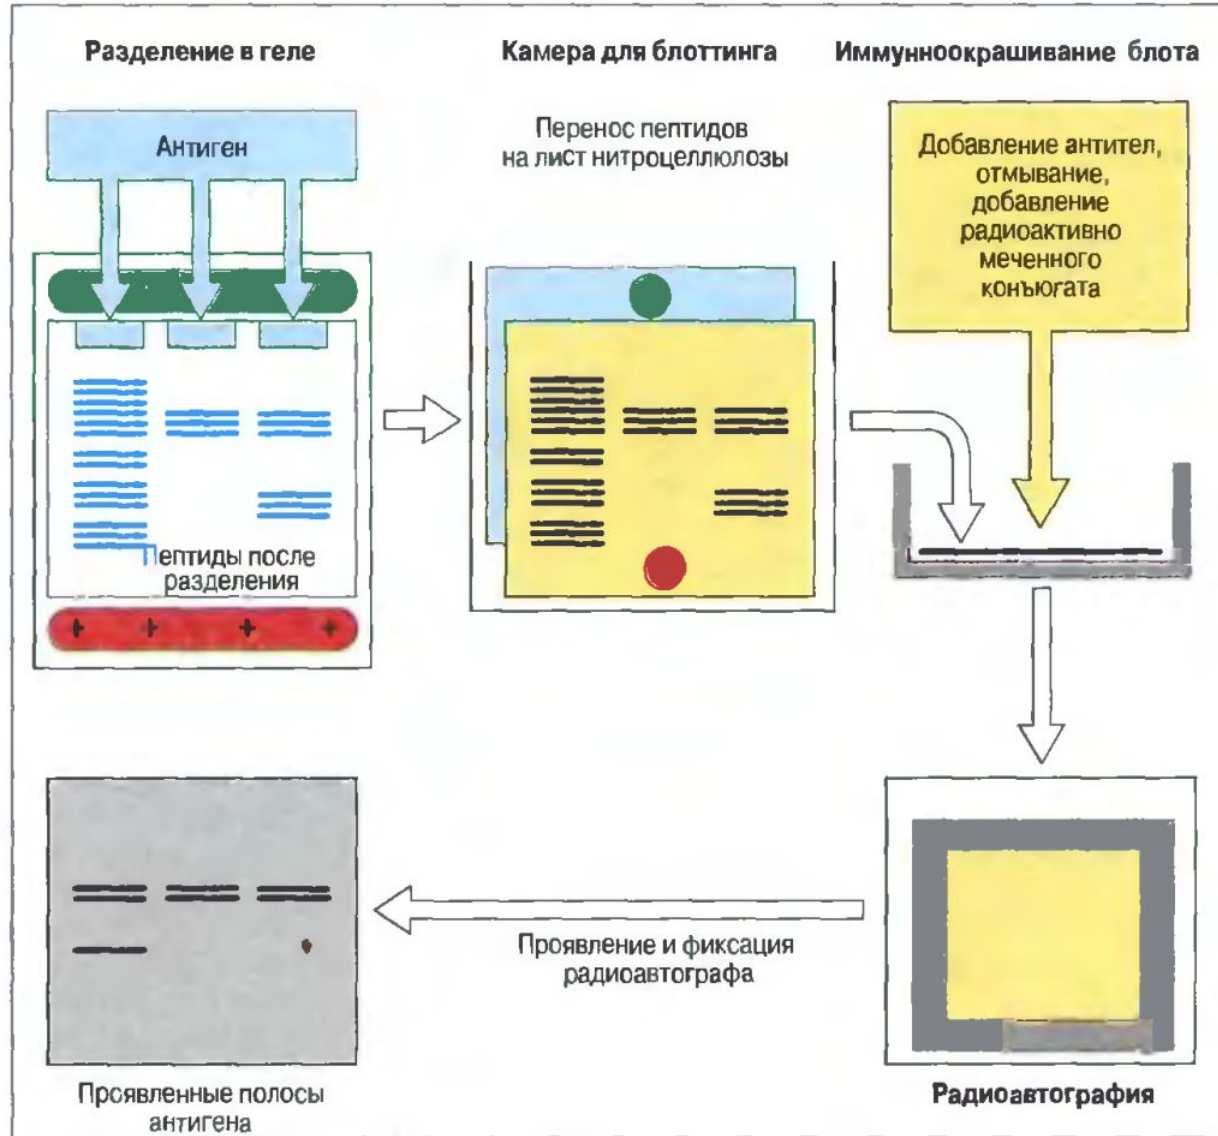 Разделение в геле
Камера для блоттинга
Иммуноокрашивание блота
Антиген
Перенос пептидов
на лист нитроцеллюлозы
Добавление антител,
отмывание,
добавление
радиоактивно
меченного
конъюгата
Пептиды после
разделения
+ + + +
Проявление и фиксация
радиоавтографа
Проявленные полосы
антигена
Радиоавтография